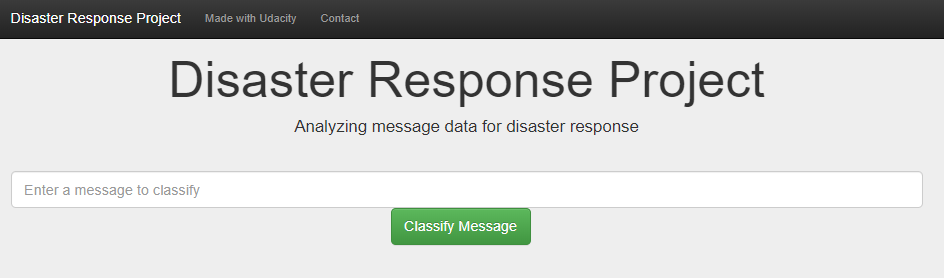 Disaster Response Project Made with Udacity Contact
Disaster Response Project
Analyzing message data for disaster response
Enter a message to classify
Classify Message